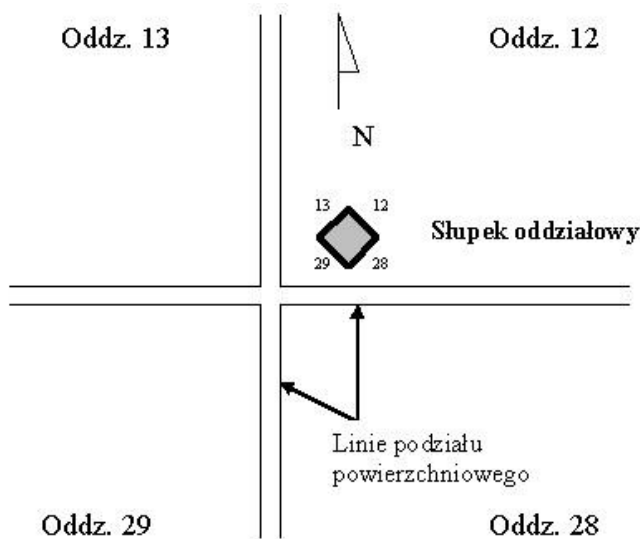 Oddz. 13
Oddz. 12
N
13 12
Słupek oddziałowy
29 28
Linie podziału
powierzchniowego
Oddz. 29
Oddz. 28